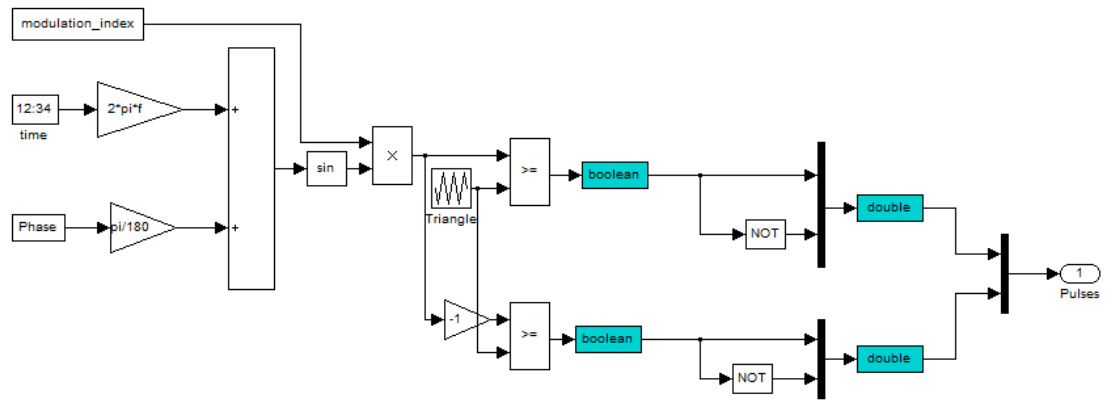 modulation_index
12:34
time
2*pi*f
+
Phase
pi/180
+
sin
×
Triangle
>=
boolean
NOT
double
-1
>=
boolean
NOT
double
1
Pulses